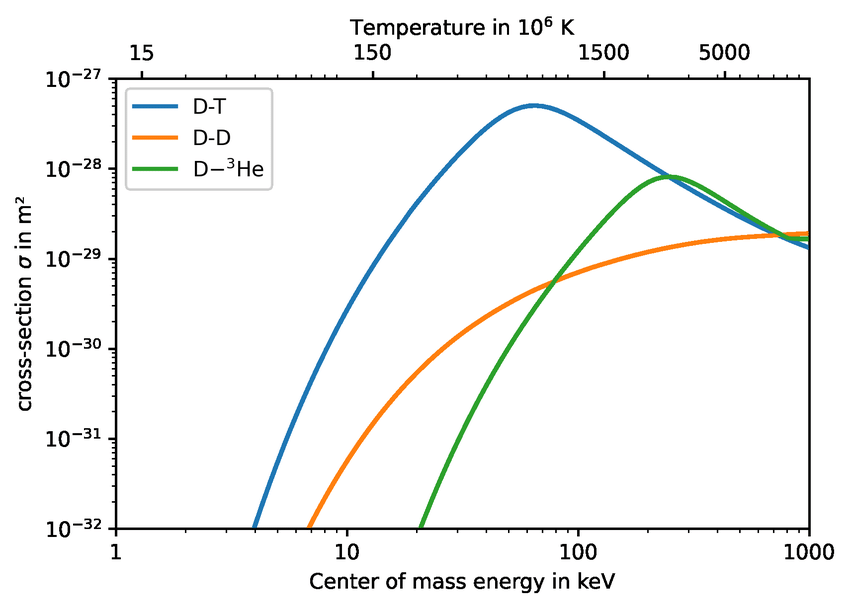 Temperature in 10⁶ K
15 150 1500 5000
10⁻²⁷
D-T
D-D
D−³He
10⁻²⁸
10⁻²⁹
10⁻³⁰
10⁻³¹
10⁻³²
cross-section σ in m²
1 10 100 1000
Center of mass energy in keV